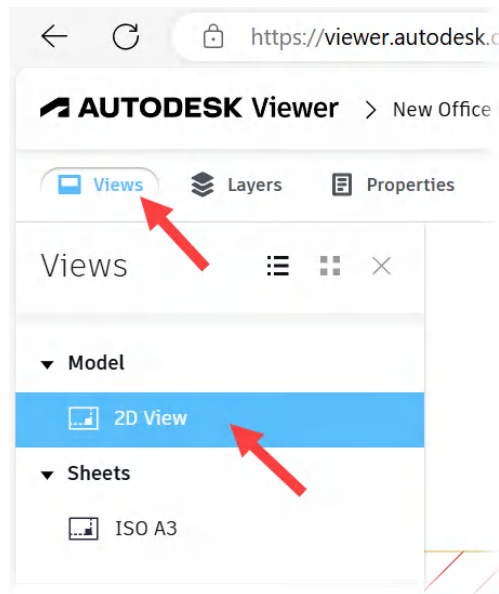 https://viewer.autodesk.
AUTODESK Viewer > New Office
Views Layers Properties
Views
Model
2D View
Sheets
ISO A3